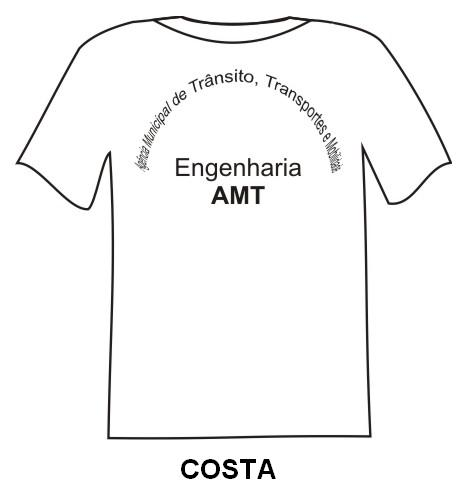 Agência Municipal de Trânsito, Transportes e Mobilidade
Engenharia
AMT
COSTA